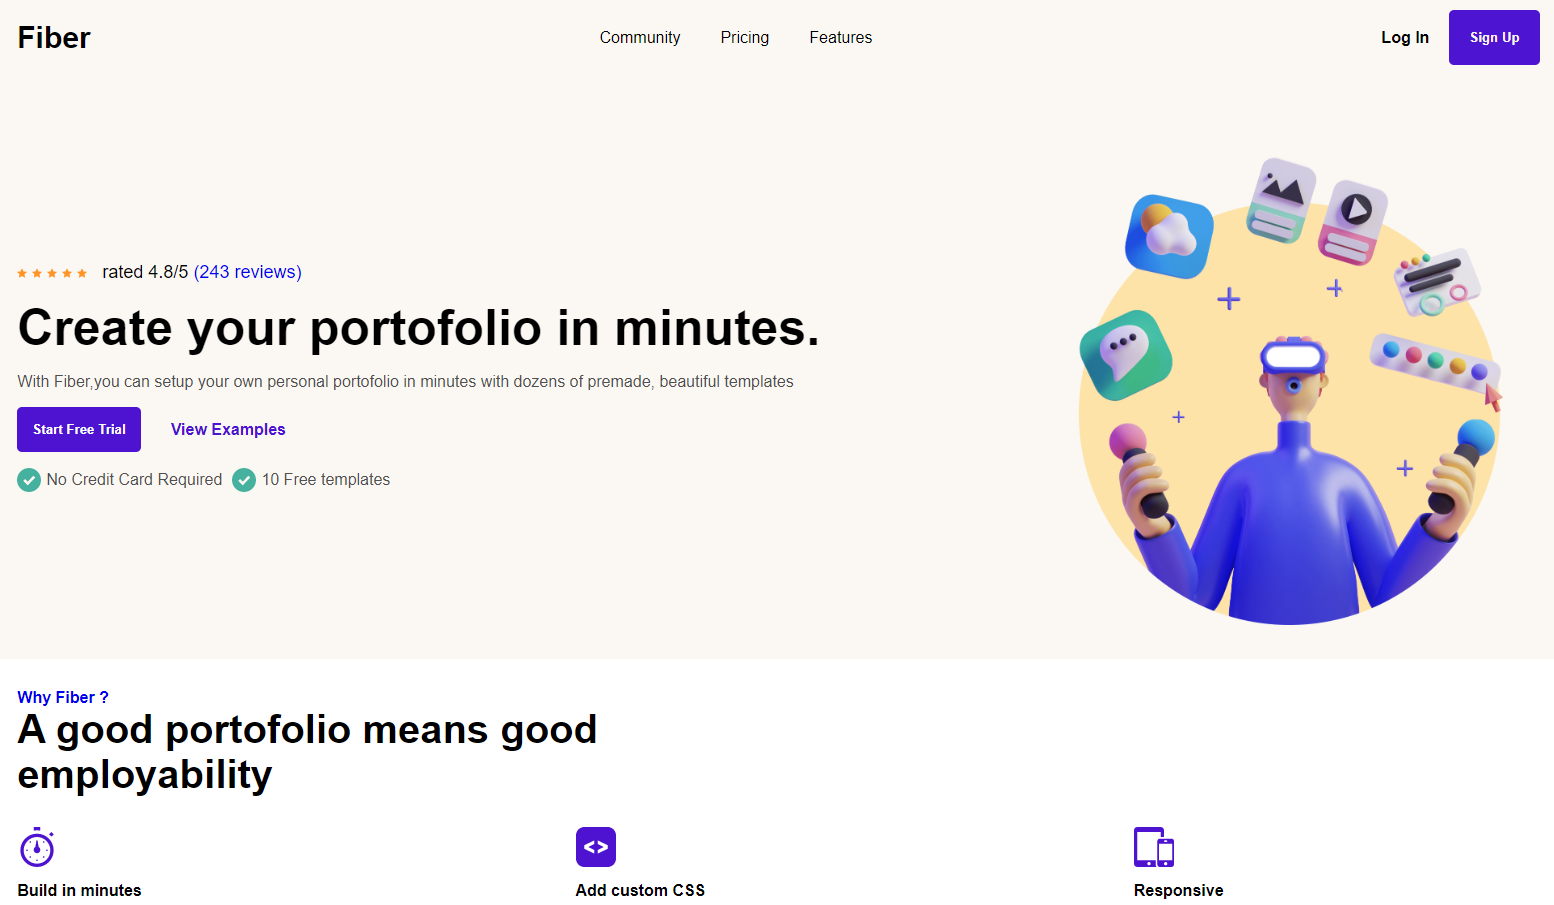 Fiber
Community Pricing Features
Log In Sign Up
rated 4.8/5 (243 reviews)
Create your portofolio in minutes.
With Fiber,you can setup your own personal portofolio in minutes with dozens of premade, beautiful templates
Start Free Trial View Examples
No Credit Card Required 10 Free templates
Why Fiber ?
A good portofolio means good
employability
<>
Build in minutes Add custom CSS Responsive